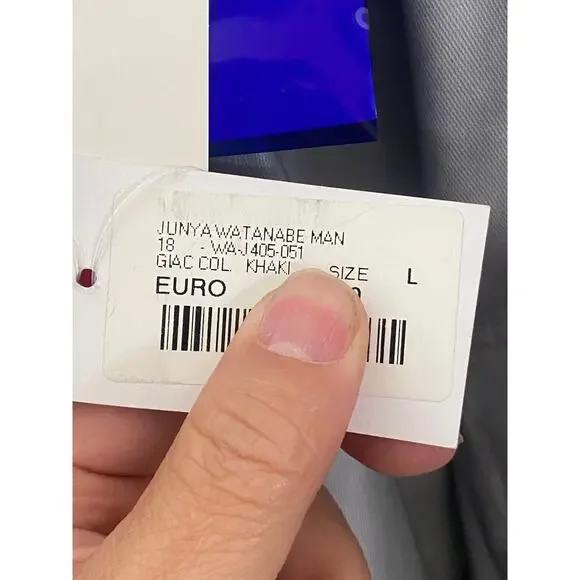 JUNYA WATANABE MAN
18 - WA-J405-051
GIAC COL. KHAKI SIZE L
EURO